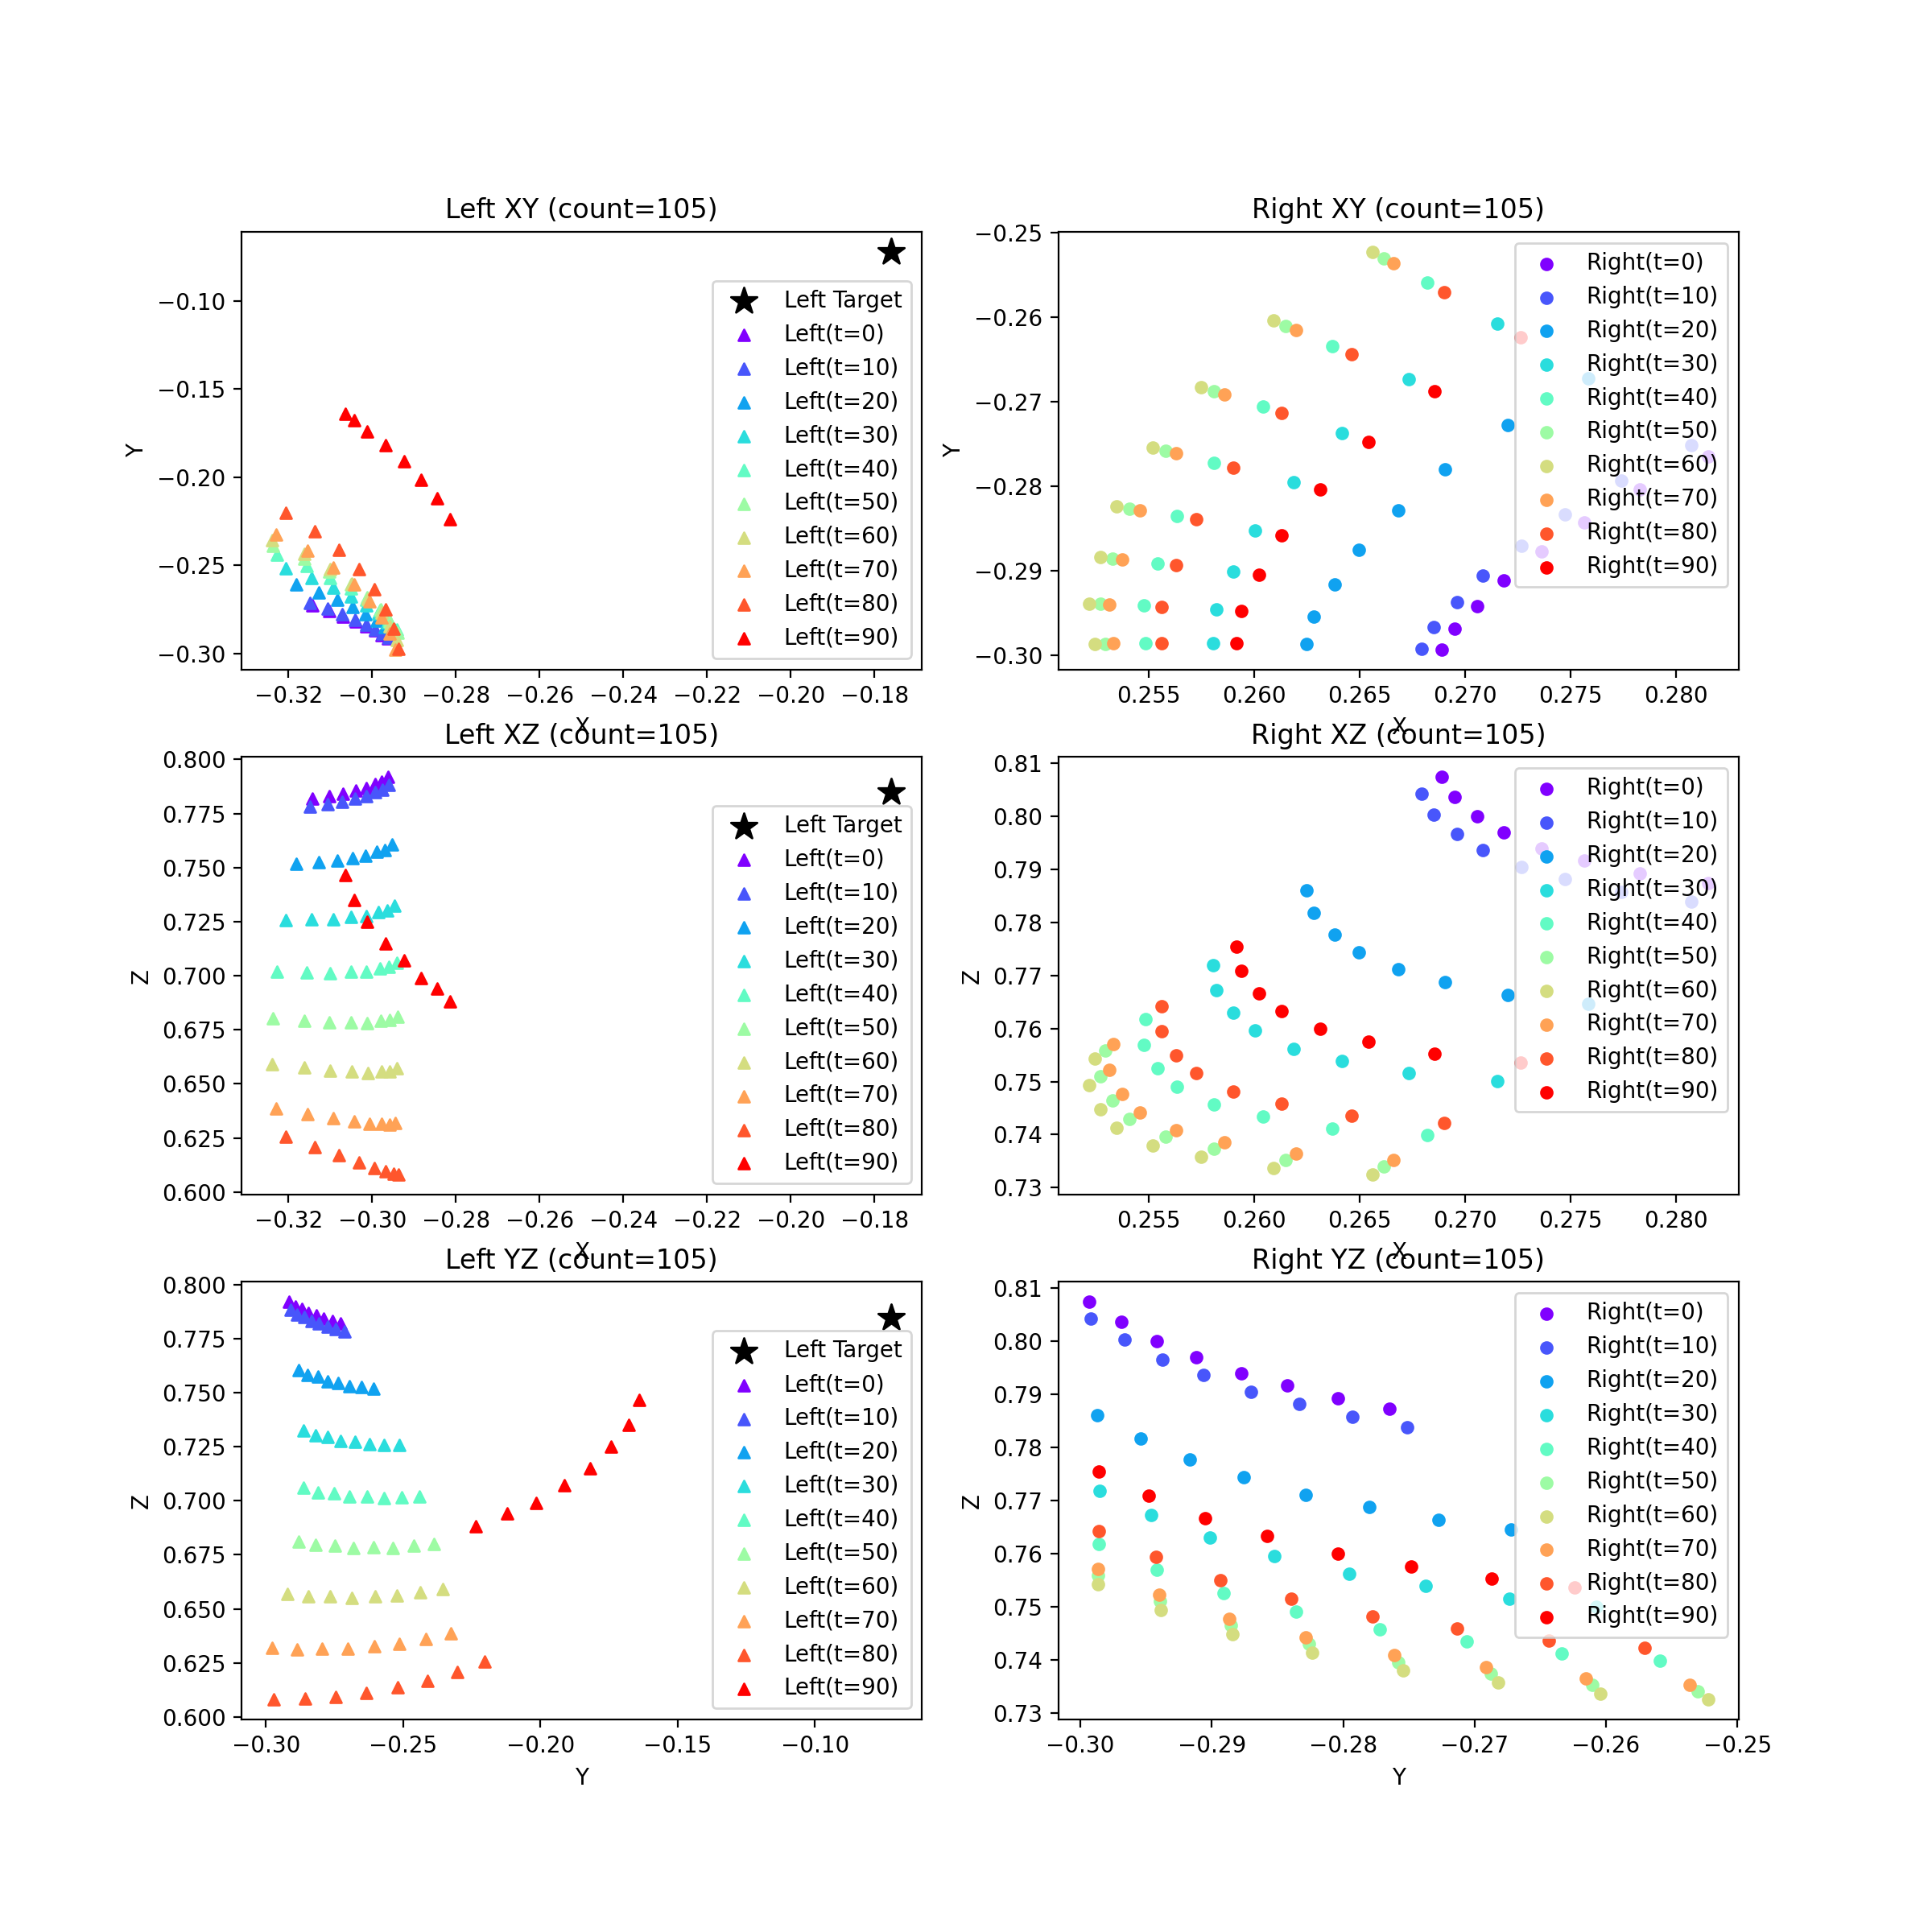 Left XY (count=105)
Y
−0.10
−0.15
−0.20
−0.25
−0.30
−0.32 −0.30 −0.28 −0.26 −0.24 −0.22 −0.20 −0.18
X
Left Target
Left(t=0)
Left(t=10)
Left(t=20)
Left(t=30)
Left(t=40)
Left(t=50)
Left(t=60)
Left(t=70)
Left(t=80)
Left(t=90)
Right XY (count=105)
Y
−0.25
−0.26
−0.27
−0.28
−0.29
−0.30
0.255 0.260 0.265 0.270 0.275 0.280
X
Right(t=0)
Right(t=10)
Right(t=20)
Right(t=30)
Right(t=40)
Right(t=50)
Right(t=60)
Right(t=70)
Right(t=80)
Right(t=90)
Left XZ (count=105)
Z
0.800
0.775
0.750
0.725
0.700
0.675
0.650
0.625
0.600
−0.32 −0.30 −0.28 −0.26 −0.24 −0.22 −0.20 −0.18
X
Left Target
Left(t=0)
Left(t=10)
Left(t=20)
Left(t=30)
Left(t=40)
Left(t=50)
Left(t=60)
Left(t=70)
Left(t=80)
Left(t=90)
Right XZ (count=105)
Z
0.81
0.80
0.79
0.78
0.77
0.76
0.75
0.74
0.73
0.255 0.260 0.265 0.270 0.275 0.280
X
Right(t=0)
Right(t=10)
Right(t=20)
Right(t=30)
Right(t=40)
Right(t=50)
Right(t=60)
Right(t=70)
Right(t=80)
Right(t=90)
Left YZ (count=105)
Z
0.800
0.775
0.750
0.725
0.700
0.675
0.650
0.625
0.600
−0.30 −0.25 −0.20 −0.15 −0.10
Y
Left Target
Left(t=0)
Left(t=10)
Left(t=20)
Left(t=30)
Left(t=40)
Left(t=50)
Left(t=60)
Left(t=70)
Left(t=80)
Left(t=90)
Right YZ (count=105)
Z
0.81
0.80
0.79
0.78
0.77
0.76
0.75
0.74
0.73
−0.30 −0.29 −0.28 −0.27 −0.26 −0.25
Y
Right(t=0)
Right(t=10)
Right(t=20)
Right(t=30)
Right(t=40)
Right(t=50)
Right(t=60)
Right(t=70)
Right(t=80)
Right(t=90)